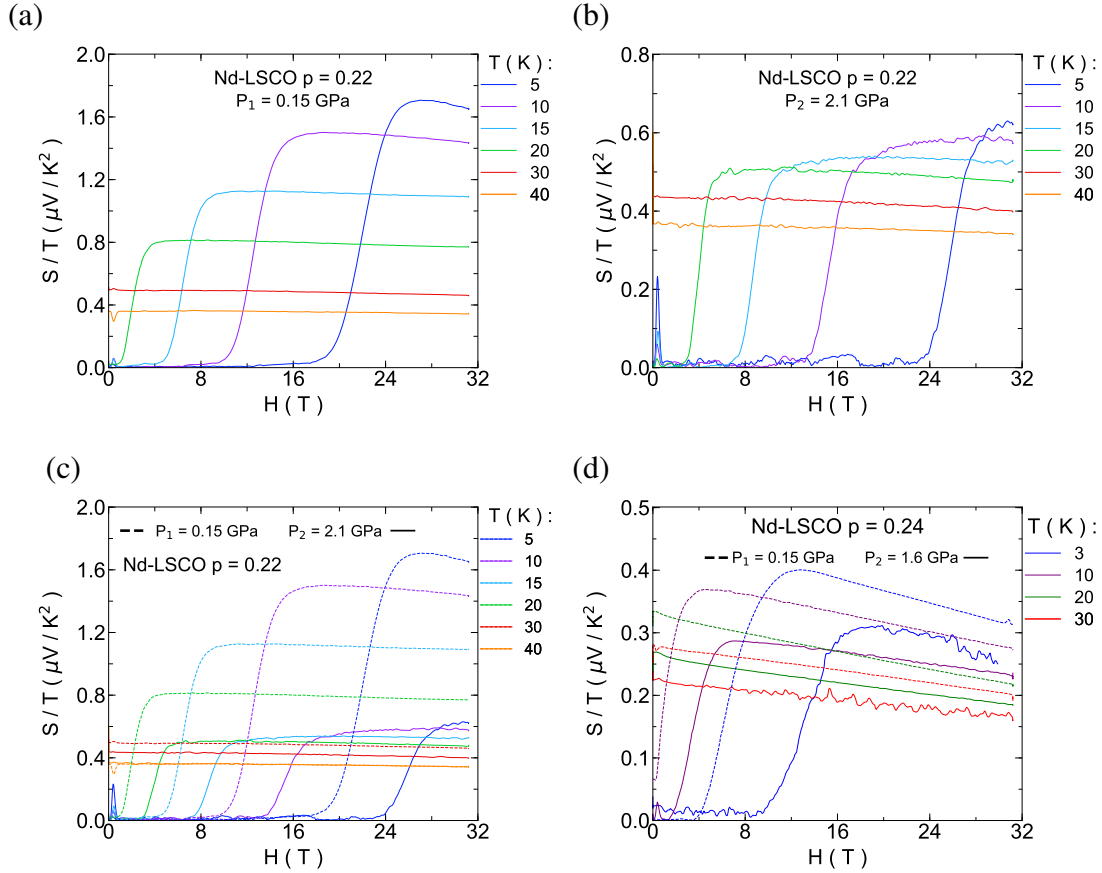 (a)
2.0
1.6
1.2
0.8
0.4
0.0
S / T ( μV / K² )
0 8 16 24 32
H ( T )
Nd-LSCO p = 0.22
P₁ = 0.15 GPa
T ( K ) :
5
10
15
20
30
40
(b)
0.8
0.6
0.4
0.2
0.0
S / T ( μV / K² )
0 8 16 24 32
H ( T )
Nd-LSCO p = 0.22
P₂ = 2.1 GPa
T ( K ) :
5
10
15
20
30
40
(c)
2.0
1.6
1.2
0.8
0.4
0.0
S / T ( μV / K² )
0 8 16 24 32
H ( T )
P₁ = 0.15 GPa P₂ = 2.1 GPa
Nd-LSCO p = 0.22
T ( K ) :
5
10
15
20
30
40
(d)
0.5
0.4
0.3
0.2
0.1
0.0
S / T ( μV / K² )
0 8 16 24 32
H ( T )
Nd-LSCO p = 0.24
P₁ = 0.15 GPa P₂ = 1.6 GPa
T ( K ) :
3
10
20
30